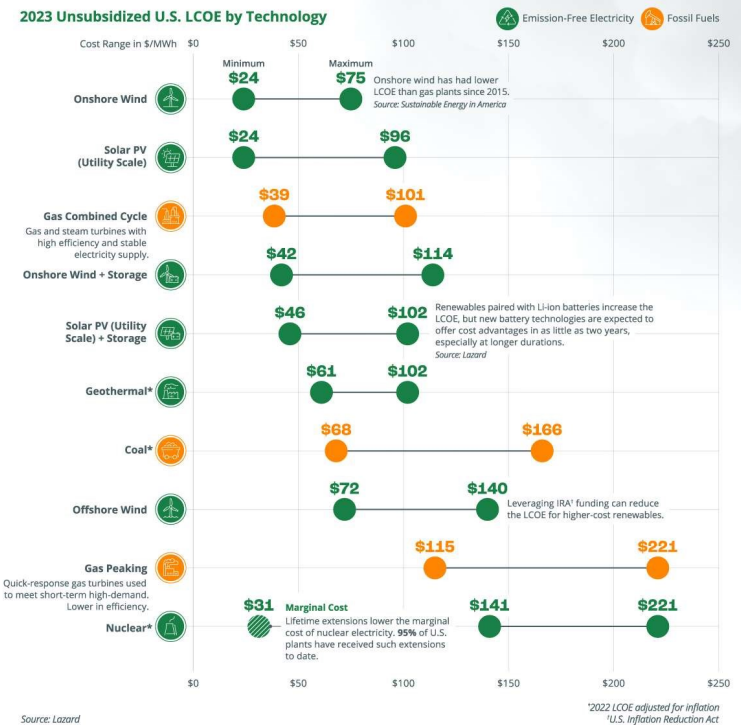 2023 Unsubsidized U.S. LCOE by Technology
Emission-Free Electricity
Fossil Fuels
Cost Range in $/MWh
$0
$50
$100
$150
$200
$250
Minimum
Maximum
$24
$75
Onshore Wind
Onshore wind has had lower
LCOE than gas plants since 2015.
Source: Sustainable Energy in America
$24
$96
Solar PV
(Utility Scale)
$39
$101
Gas Combined Cycle
Gas and steam turbines with
high efficiency and stable
electricity supply.
$42
$114
Onshore Wind + Storage
$46
$102
Solar PV (Utility
Scale) + Storage
Renewables paired with Li-ion batteries increase the
LCOE, but new battery technologies are expected to
offer cost advantages in as little as two years,
especially at longer durations.
Source: Lazard
$61
$102
Geothermal*
$68
$166
Coal*
$72
$140
Offshore Wind
Leveraging IRA¹ funding can reduce
the LCOE for higher-cost renewables.
$115
$221
Gas Peaking
Quick-response gas turbines used
to meet short-term high-demand.
Lower in efficiency.
$31
Marginal Cost
$141
$221
Nuclear*
Lifetime extensions lower the marginal
cost of nuclear electricity. 95% of U.S.
plants have received such extensions
to date.
$0
$50
$100
$150
$200
$250
Source: Lazard
*2022 LCOE adjusted for inflation
¹U.S. Inflation Reduction Act